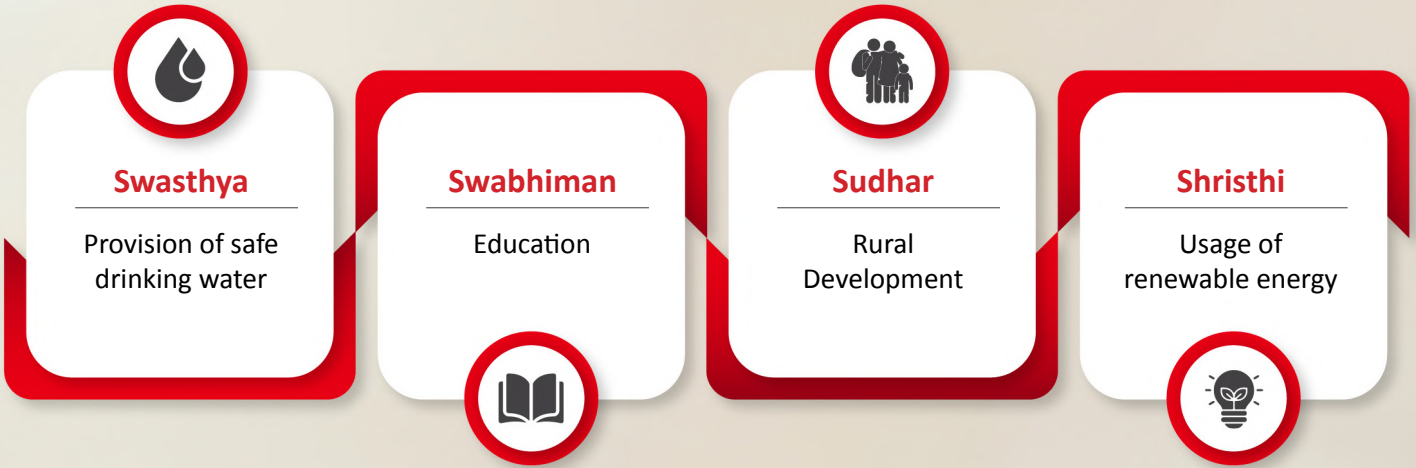 Swasthya
Provision of safe
drinking water
Swabhiman
Education
Sudhar
Rural
Development
Shristhi
Usage of
renewable energy